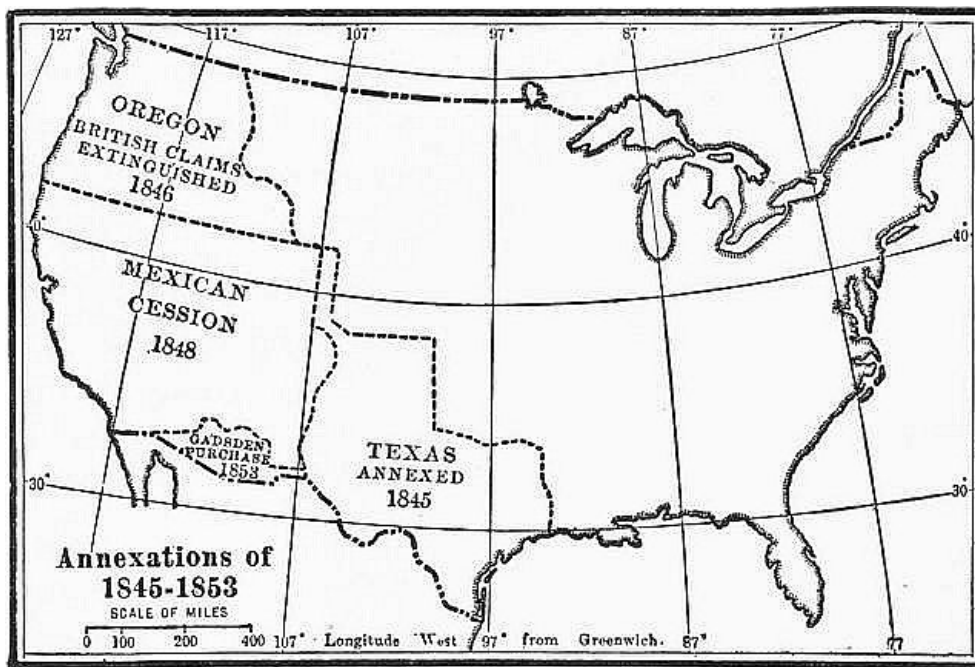 127° 117° 107° 97° 87° 77°
OREGON
BRITISH CLAIMS
EXTINGUISHED
1846
40°
MEXICAN
CESSION
1848
GADSDEN
PURCHASE
1853
TEXAS
ANNEXED
1845
30° 30°
Annexations of
1845-1853
SCALE OF MILES
0 100 200 400
107° Longitude West 97° from Greenwich. 87° 77